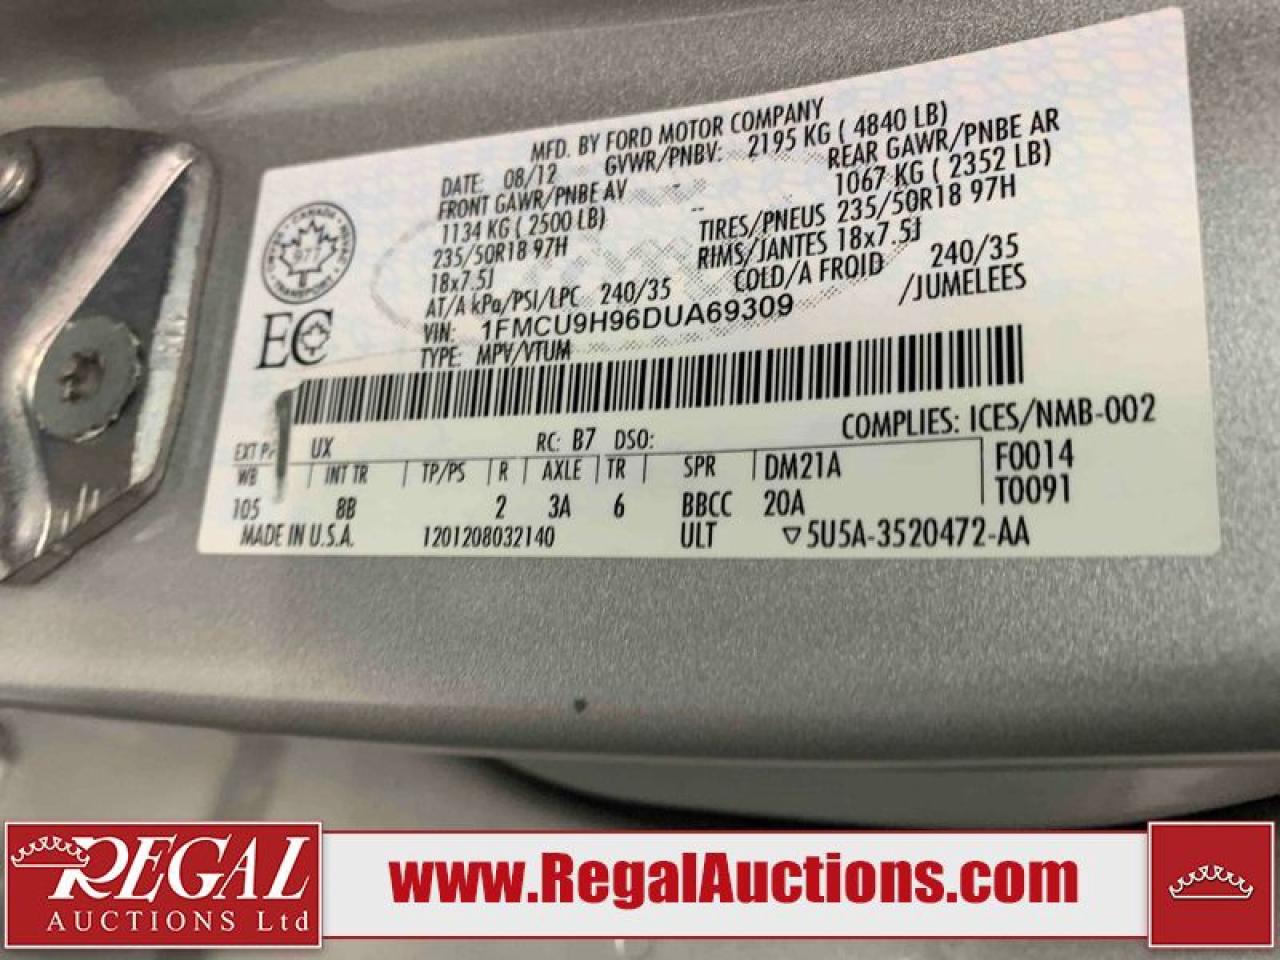 MFD. BY FORD MOTOR COMPANY
DATE: 08/12 GVWR/PNBV: 2195 KG ( 4840 LB)
FRONT GAWR/PNBE AV REAR GAWR/PNBE AR
1134 KG ( 2500 LB) 1067 KG ( 2352 LB)
235/50R18 97H TIRES/PNEUS 235/50R18 97H
18x7.5J RIMS/JANTES 18x7.5J
AT/A kPa/PSI/LPC 240/35 COLD/A FROID 240/35
VIN: 1FMCU9H96DUA69309 /JUMELEES
TYPE: MPV/VTUM
CANADA
TRANSPORT
977
EC
COMPLIES: ICES/NMB-002
EXT UX RC: B7 DSO:
WB INT TR TP/PS R AXLE TR SPR DM21A F0014
105 8B 2 3A 6 BBCC 20A T0091
MADE IN U.S.A. 1201208032140 ULT ▽5U5A-3520472-AA
REGAL
AUCTIONS Ltd
www.RegalAuctions.com